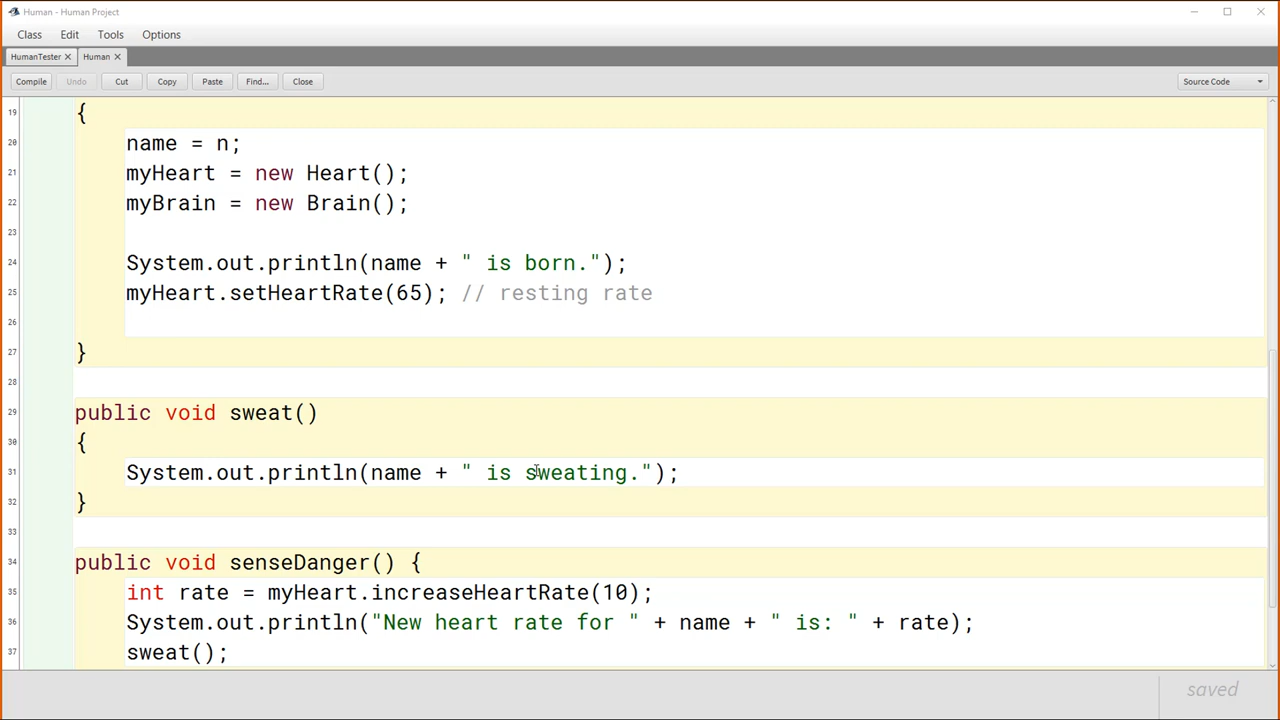 Human - Human Project
Class Edit Tools Options
HumanTester ✕ Human ✕
Compile Undo Cut Copy Paste Find... Close Source Code
19 {
20 name = n;
21 myHeart = new Heart();
22 myBrain = new Brain();
23
24 System.out.println(name + " is born.");
25 myHeart.setHeartRate(65); // resting rate
26
27 }
28
29 public void sweat()
30 {
31 System.out.println(name + " is sweating.");
32 }
33
34 public void senseDanger() {
35 int rate = myHeart.increaseHeartRate(10);
36 System.out.println("New heart rate for " + name + " is: " + rate);
37 sweat();
saved